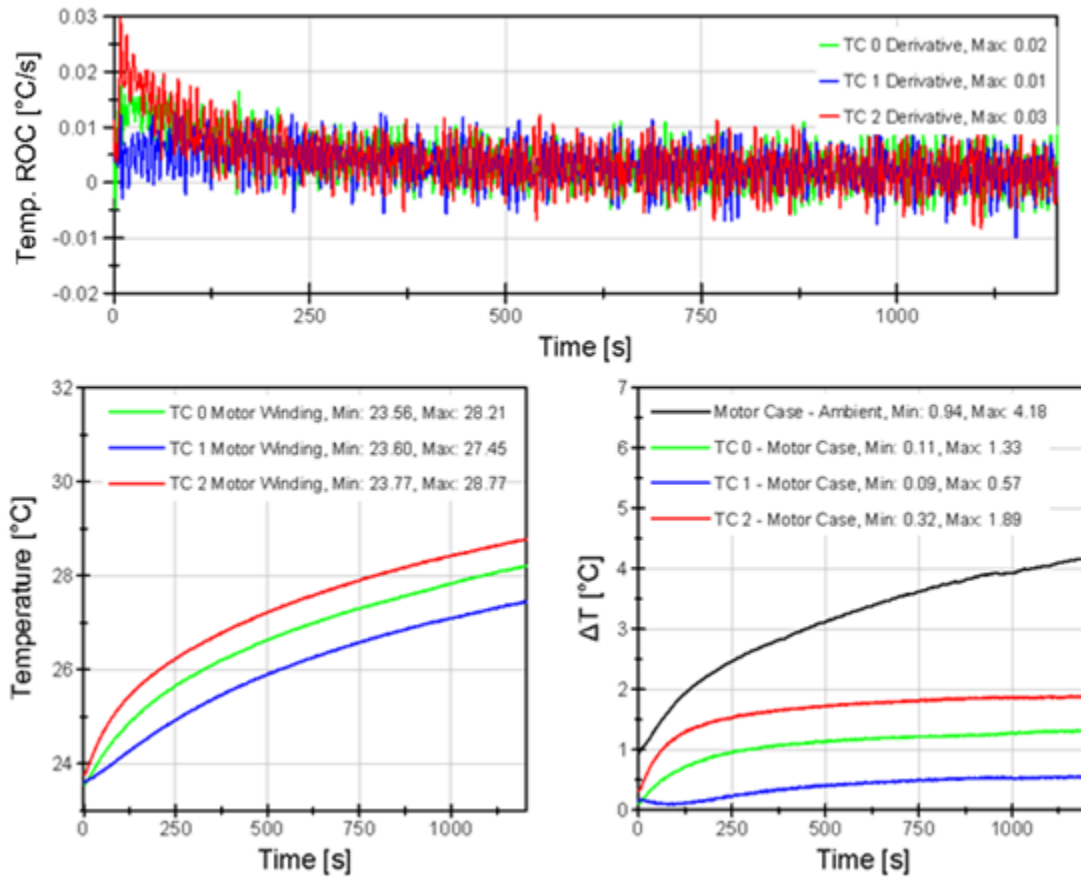 0.03
0.02
0.01
0
-0.01
-0.02
Temp. ROC [°C/s]
TC 0 Derivative, Max: 0.02
TC 1 Derivative, Max: 0.01
TC 2 Derivative, Max: 0.03
0 250 500 750 1000
Time [s]
32
30
28
26
24
Temperature [°C]
TC 0 Motor Winding, Min: 23.56, Max: 28.21
TC 1 Motor Winding, Min: 23.60, Max: 27.45
TC 2 Motor Winding, Min: 23.77, Max: 28.77
0 250 500 750 1000
Time [s]
7
6
5
4
3
2
1
0
ΔT [°C]
Motor Case - Ambient, Min: 0.94, Max: 4.18
TC 0 - Motor Case, Min: 0.11, Max: 1.33
TC 1 - Motor Case, Min: 0.09, Max: 0.57
TC 2 - Motor Case, Min: 0.32, Max: 1.89
0 250 500 750 1000
Time [s]